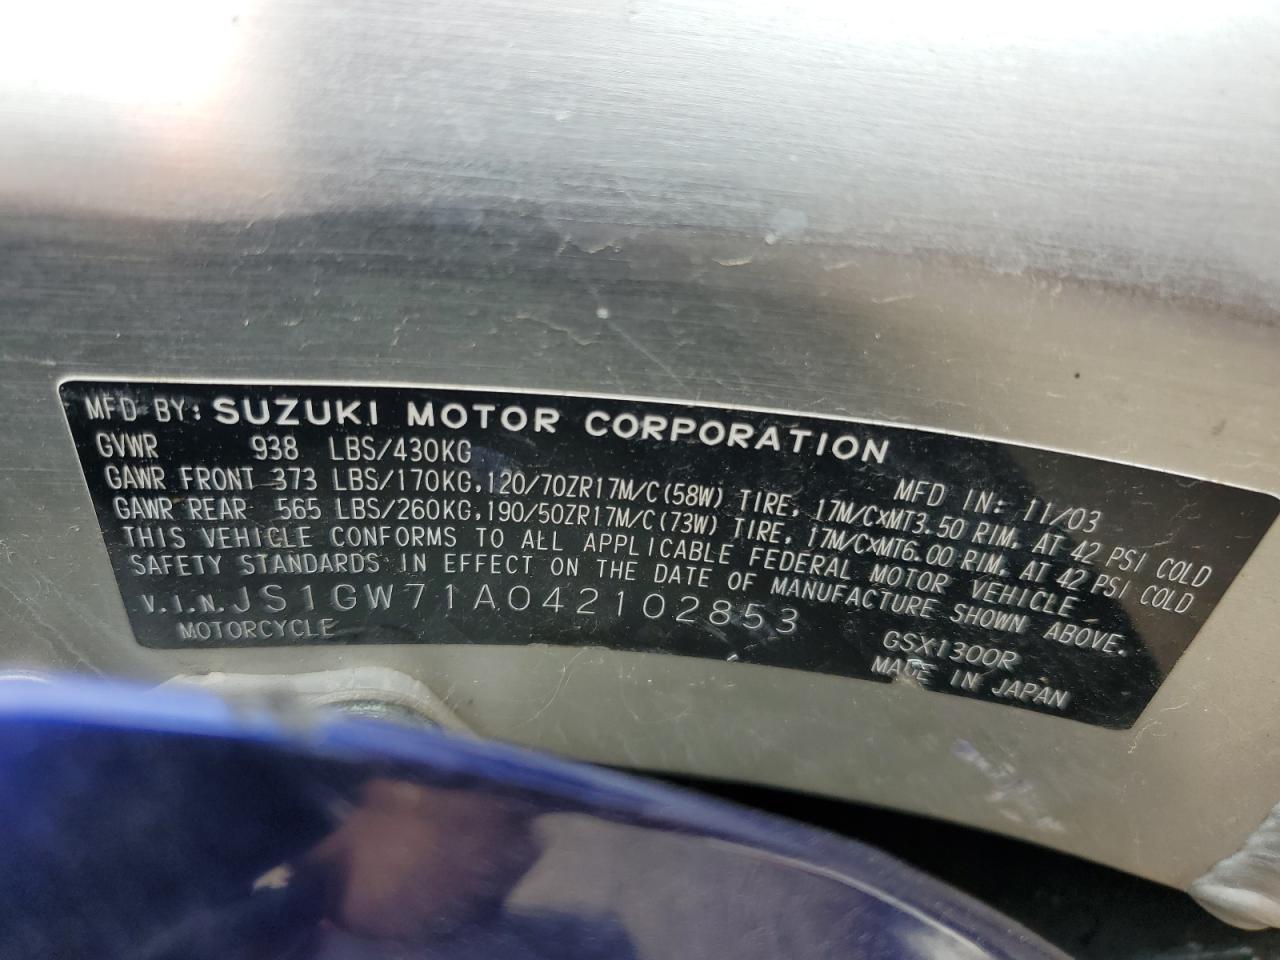 MFD BY: SUZUKI MOTOR CORPORATION
GVWR 938 LBS/430KG MFD IN: 11/03
GAWR FRONT 373 LBS/170KG,120/70ZR17M/C(58W) TIRE, 17M/C×MT3.50 RIM, AT 42 PSI COLD
GAWR REAR 565 LBS/260KG,190/50ZR17M/C(73W) TIRE, 17M/C×MT6.00 RIM, AT 42 PSI COLD
THIS VEHICLE CONFORMS TO ALL APPLICABLE FEDERAL MOTOR VEHICLE
SAFETY STANDARDS IN EFFECT ON THE DATE OF MANUFACTURE SHOWN ABOVE.
V.I.N. JS1GW71A042102853 GSX1300R
MOTORCYCLE MADE IN JAPAN